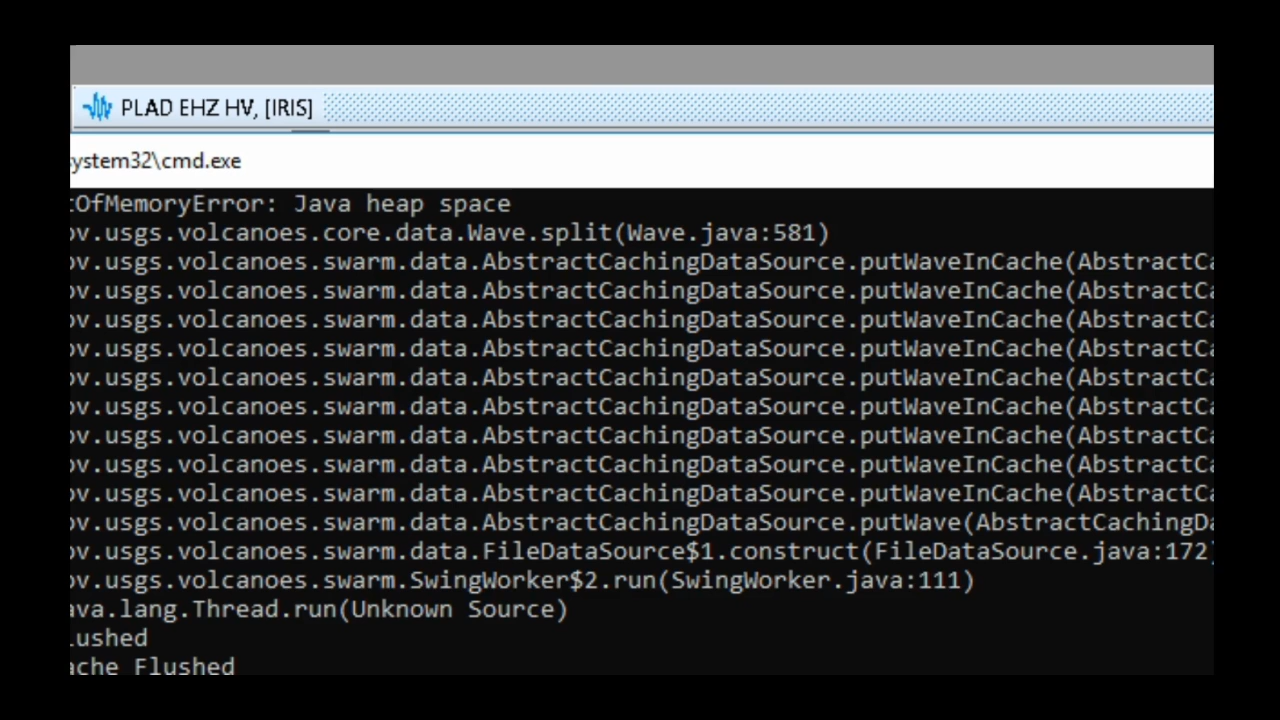 PLAD EHZ HV, [IRIS]
ystem32\cmd.exe
tOfMemoryError: Java heap space
ov.usgs.volcanoes.core.data.Wave.split(Wave.java:581)
ov.usgs.volcanoes.swarm.data.AbstractCachingDataSource.putWaveInCache(AbstractCa
ov.usgs.volcanoes.swarm.data.AbstractCachingDataSource.putWaveInCache(AbstractCa
ov.usgs.volcanoes.swarm.data.AbstractCachingDataSource.putWaveInCache(AbstractCa
ov.usgs.volcanoes.swarm.data.AbstractCachingDataSource.putWaveInCache(AbstractCa
ov.usgs.volcanoes.swarm.data.AbstractCachingDataSource.putWaveInCache(AbstractCa
ov.usgs.volcanoes.swarm.data.AbstractCachingDataSource.putWaveInCache(AbstractCa
ov.usgs.volcanoes.swarm.data.AbstractCachingDataSource.putWaveInCache(AbstractCa
ov.usgs.volcanoes.swarm.data.AbstractCachingDataSource.putWaveInCache(AbstractCa
ov.usgs.volcanoes.swarm.data.AbstractCachingDataSource.putWaveInCache(AbstractCa
ov.usgs.volcanoes.swarm.data.AbstractCachingDataSource.putWave(AbstractCachingDa
ov.usgs.volcanoes.swarm.data.FileDataSource$1.construct(FileDataSource.java:172)
ov.usgs.volcanoes.swarm.SwingWorker$2.run(SwingWorker.java:111)
ava.lang.Thread.run(Unknown Source)
lushed
ache Flushed